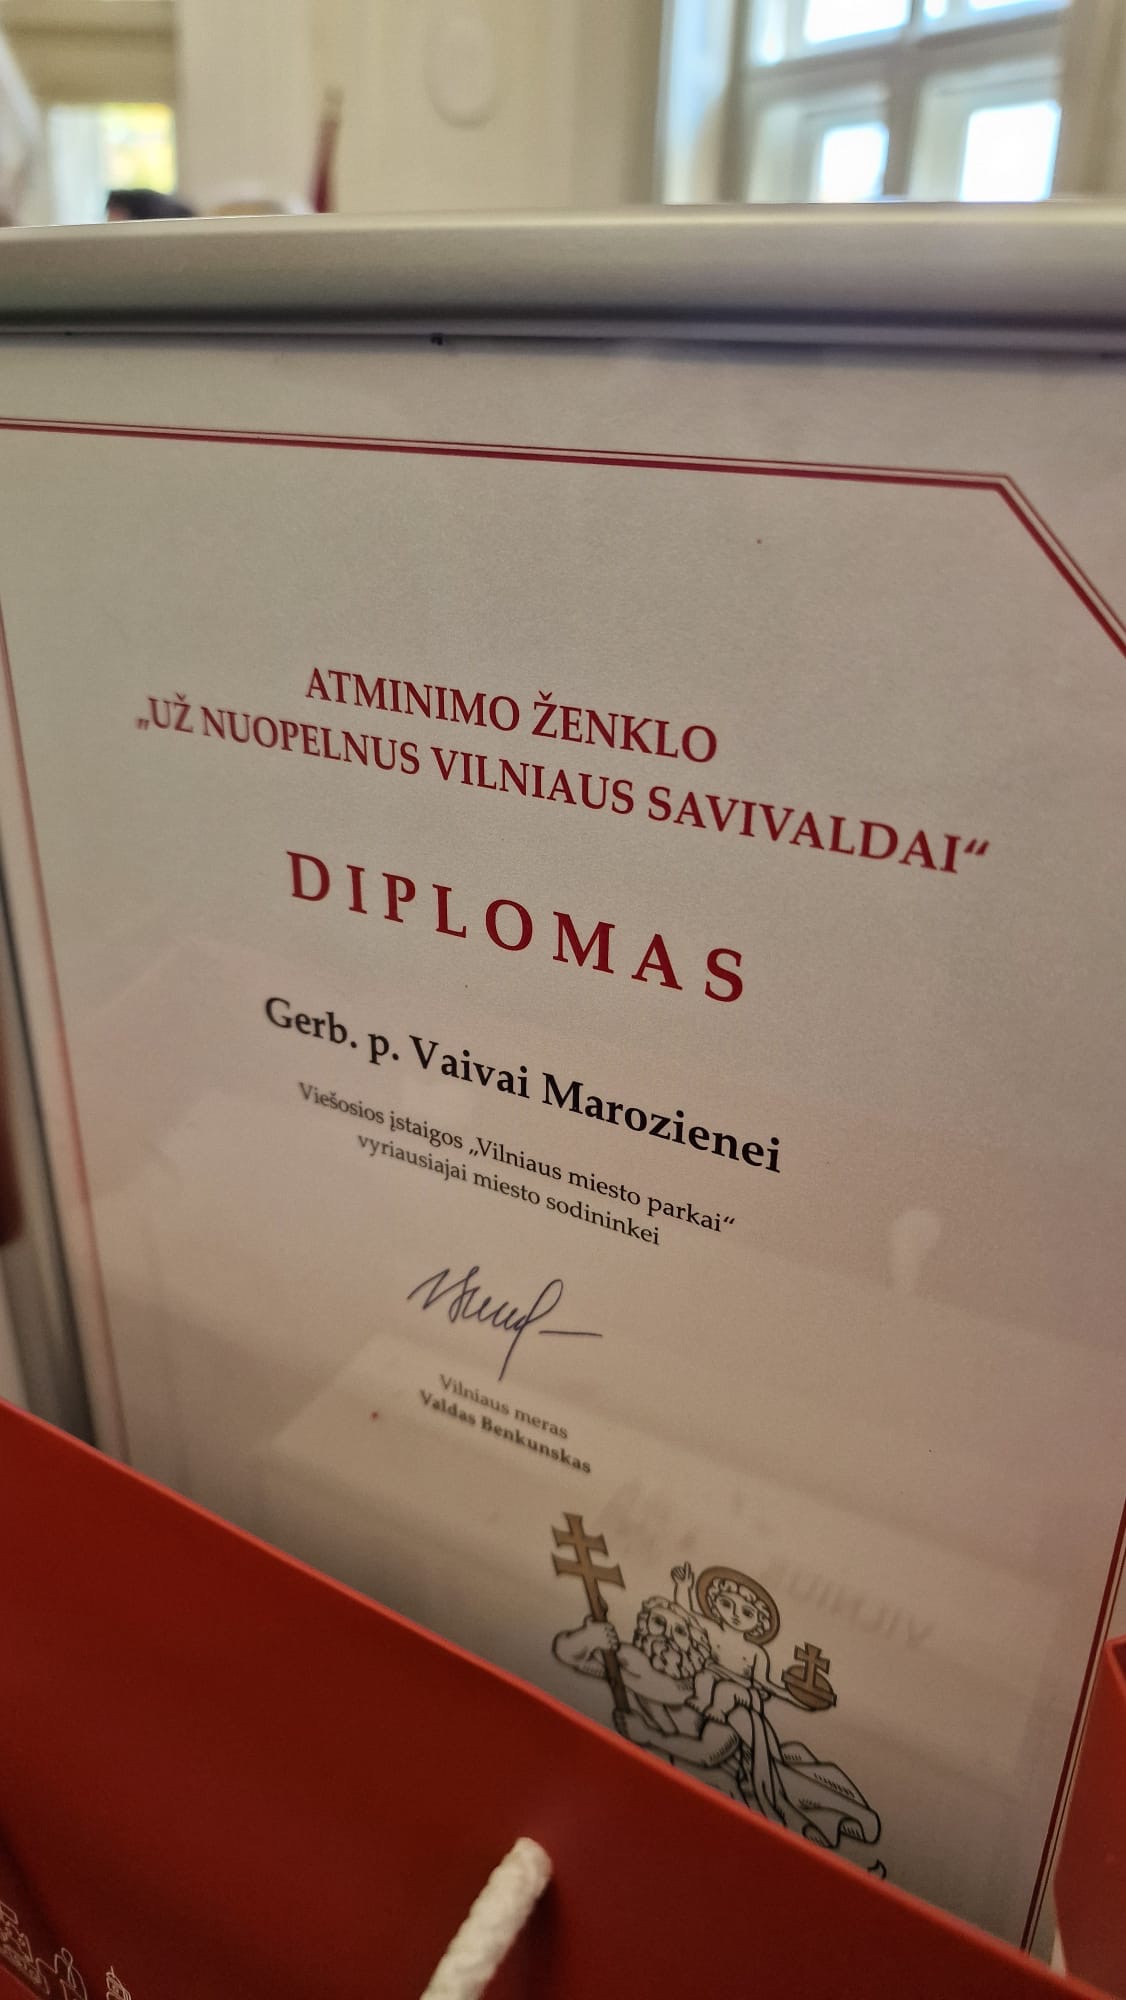 ATMINIMO ŽENKLO
„UŽ NUOPELNUS VILNIAUS SAVIVALDAI“
DIPLOMAS
Gerb. p. Vaivai Marozienei
Viešosios įstaigos „Vilniaus miesto parkai“
vyriausiajai miesto sodininkei
Vilniaus meras
Valdas Benkunskas